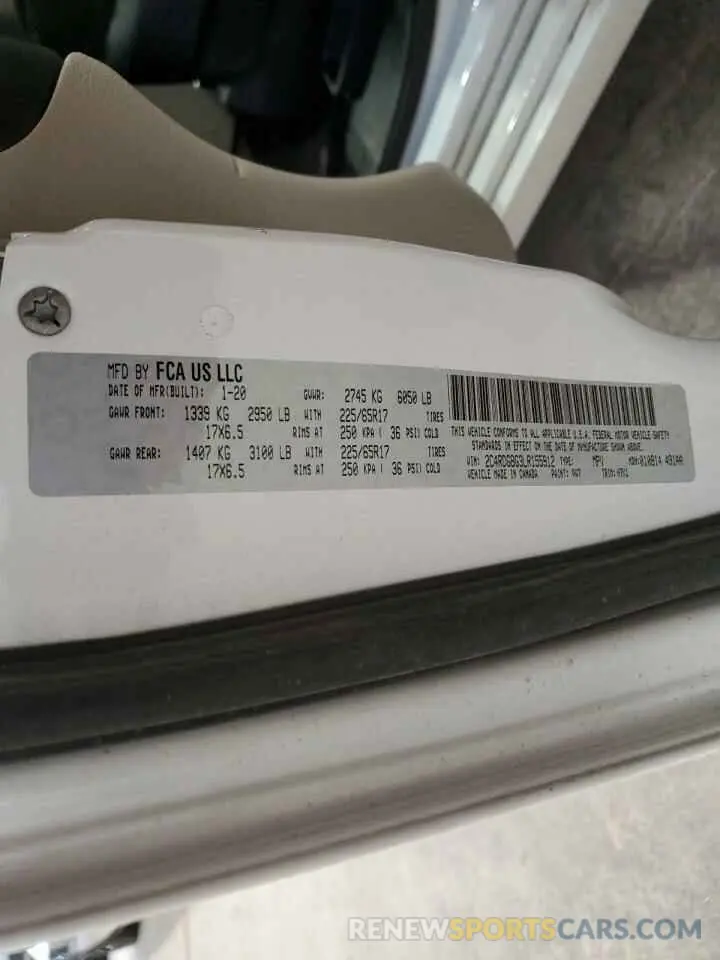 MFD BY FCA US LLC
DATE OF MFR(BUILT): 1-20 GVWR: 2745 KG 6050 LB
GAWR FRONT: 1339 KG 2950 LB WITH 225/65R17 TIRES
17X6.5 RIMS AT 250 KPA ( 36 PSI) COLD
GAWR REAR: 1407 KG 3100 LB WITH 225/65R17 TIRES
17X6.5 RIMS AT 250 KPA ( 36 PSI) COLD
THIS VEHICLE CONFORMS TO ALL APPLICABLE U.S.A. FEDERAL MOTOR VEHICLE SAFETY
STANDARDS IN EFFECT ON THE DATE OF MANUFACTURE SHOWN ABOVE.
VIN: 2C4RDGBG3LR155912 TYPE: MPV MDH:
VEHICLE MADE IN CANADA PAINT: PW7 TRIM:
RENEWSPORTSCARS.COM